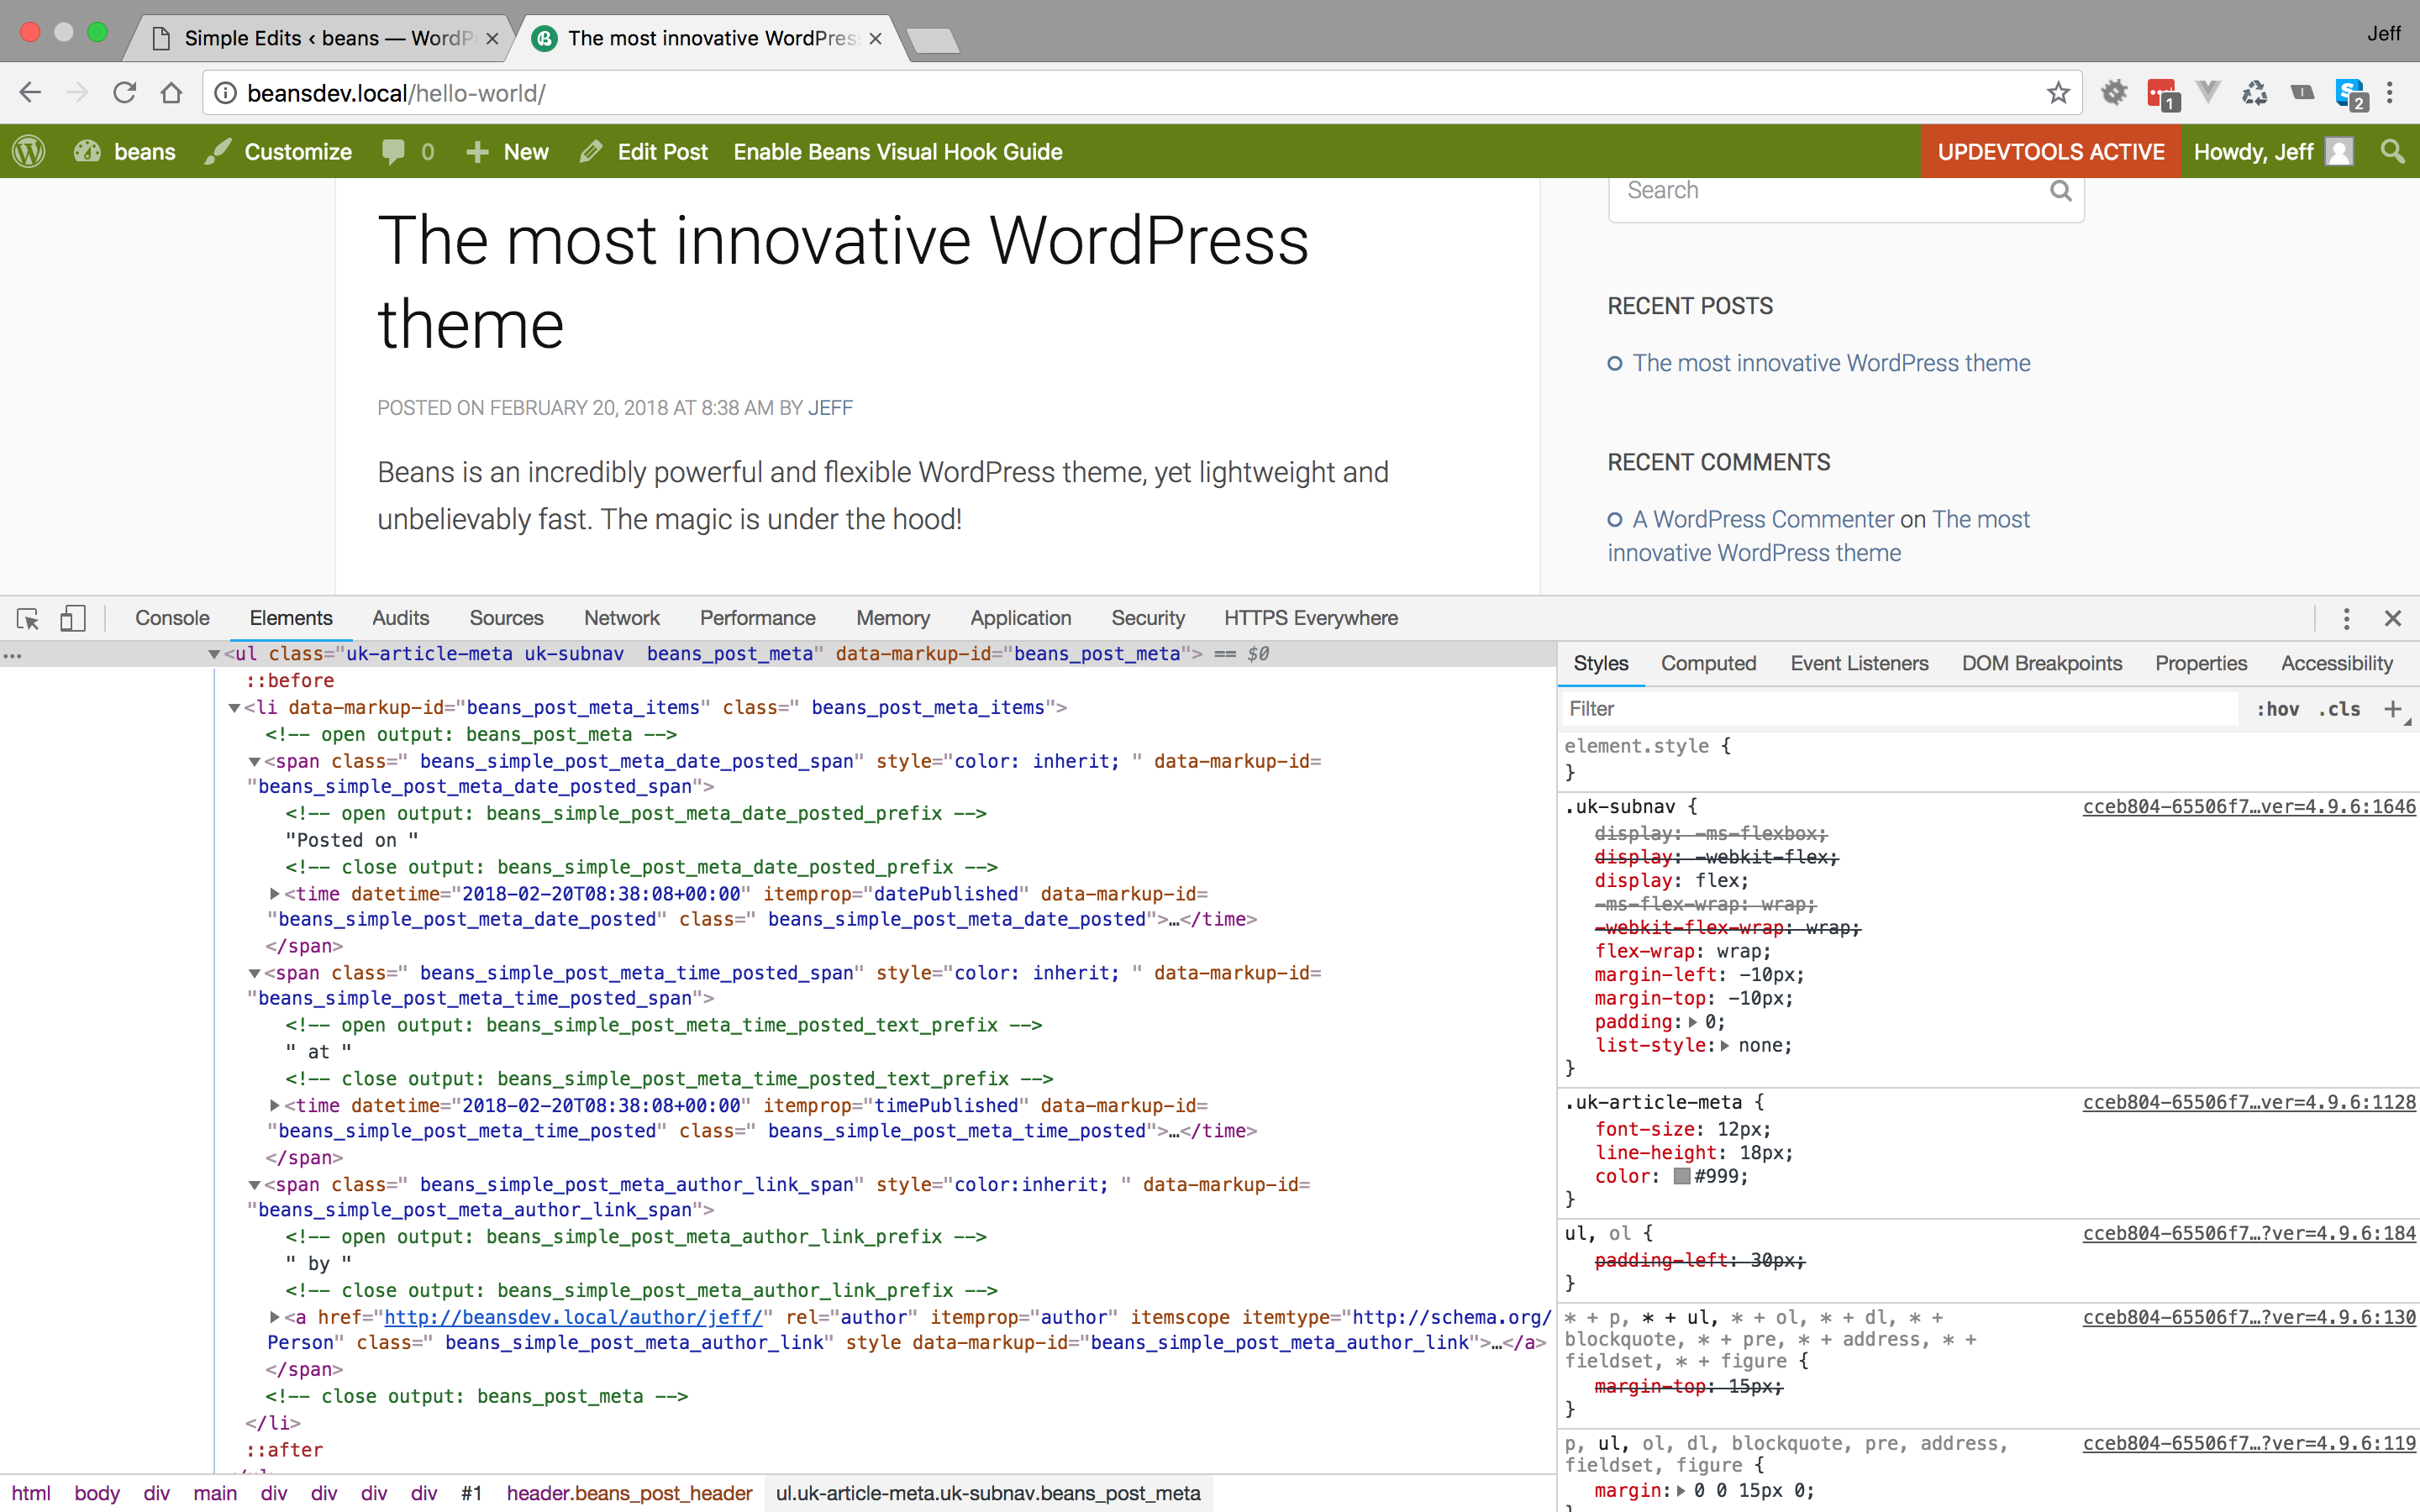 Simple Edits ‹ beans — WordP
The most innovative WordPres
Jeff
beansdev.local/hello-world/
1
2
beans
Customize
0
New
Edit Post
Enable Beans Visual Hook Guide
UPDEVTOOLS ACTIVE
Howdy, Jeff
The most innovative WordPress
theme
POSTED ON FEBRUARY 20, 2018 AT 8:38 AM BY JEFF
Beans is an incredibly powerful and flexible WordPress theme, yet lightweight and
unbelievably fast. The magic is under the hood!
Search
RECENT POSTS
The most innovative WordPress theme
RECENT COMMENTS
A WordPress Commenter on The most
innovative WordPress theme
Console Elements Audits Sources Network Performance Memory Application Security HTTPS Everywhere
… <ul class="uk-article-meta uk-subnav  beans_post_meta" data-markup-id="beans_post_meta"> == $0
::before
<li data-markup-id="beans_post_meta_items" class=" beans_post_meta_items">
<!-- open output: beans_post_meta -->
<span class=" beans_simple_post_meta_date_posted_span" style="color: inherit; " data-markup-id=
"beans_simple_post_meta_date_posted_span">
<!-- open output: beans_simple_post_meta_date_posted_prefix -->
"Posted on "
<!-- close output: beans_simple_post_meta_date_posted_prefix -->
<time datetime="2018-02-20T08:38:08+00:00" itemprop="datePublished" data-markup-id=
"beans_simple_post_meta_date_posted" class=" beans_simple_post_meta_date_posted">…</time>
</span>
<span class=" beans_simple_post_meta_time_posted_span" style="color: inherit; " data-markup-id=
"beans_simple_post_meta_time_posted_span">
<!-- open output: beans_simple_post_meta_time_posted_text_prefix -->
" at "
<!-- close output: beans_simple_post_meta_time_posted_text_prefix -->
<time datetime="2018-02-20T08:38:08+00:00" itemprop="timePublished" data-markup-id=
"beans_simple_post_meta_time_posted" class=" beans_simple_post_meta_time_posted">…</time>
</span>
<span class=" beans_simple_post_meta_author_link_span" style="color:inherit; " data-markup-id=
"beans_simple_post_meta_author_link_span">
<!-- open output: beans_simple_post_meta_author_link_prefix -->
" by "
<!-- close output: beans_simple_post_meta_author_link_prefix -->
<a href="http://beansdev.local/author/jeff/" rel="author" itemprop="author" itemscope itemtype="http://schema.org/
Person" class=" beans_simple_post_meta_author_link" style data-markup-id="beans_simple_post_meta_author_link">…</a>
</span>
<!-- close output: beans_post_meta -->
</li>
::after
html body div main div div div div #1 header.beans_post_header ul.uk-article-meta.uk-subnav.beans_post_meta
Styles Computed Event Listeners DOM Breakpoints Properties Accessibility
Filter :hov .cls +
element.style {
}
.uk-subnav { cceb804-65506f7…ver=4.9.6:1646
display: -ms-flexbox;
display: -webkit-flex;
display: flex;
-ms-flex-wrap: wrap;
-webkit-flex-wrap: wrap;
flex-wrap: wrap;
margin-left: -10px;
margin-top: -10px;
padding: 0;
list-style: none;
}
.uk-article-meta { cceb804-65506f7…ver=4.9.6:1128
font-size: 12px;
line-height: 18px;
color: #999;
}
ul, ol { cceb804-65506f7…?ver=4.9.6:184
padding-left: 30px;
}
* + p, * + ul, * + ol, * + dl, * + cceb804-65506f7…?ver=4.9.6:130
blockquote, * + pre, * + address, * +
fieldset, * + figure {
margin-top: 15px;
}
p, ul, ol, dl, blockquote, pre, address, cceb804-65506f7…?ver=4.9.6:119
fieldset, figure {
margin: 0 0 15px 0;